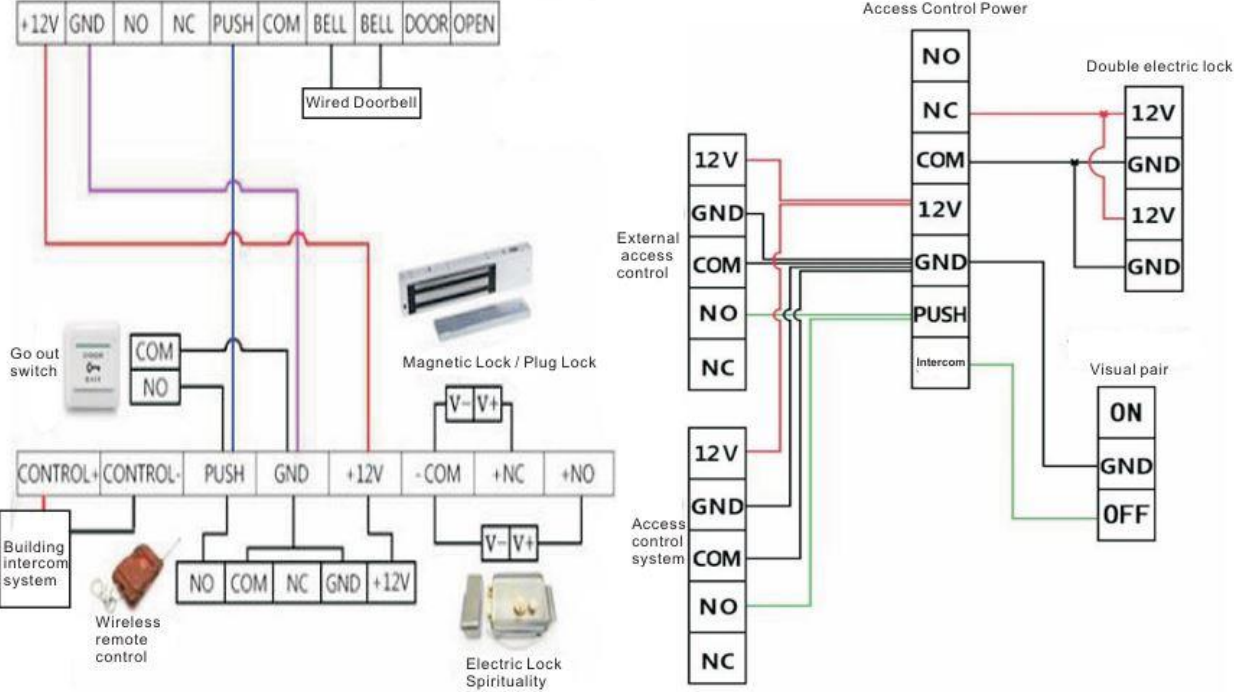 +12V GND NO NC PUSH COM BELL BELL DOOR OPEN
Wired Doorbell
Go out
switch
COM
NO
Magnetic Lock / Plug Lock
V- V+
CONTROL+ CONTROL- PUSH GND +12V -COM +NC +NO
Building
intercom
system
Wireless
remote
control
NO COM NC GND +12V
V- V+
Electric Lock
Spirituality
Access Control Power
NO
NC
COM
12V
GND
PUSH
Intercom
Double electric lock
12V
GND
12V
GND
External
access
control
12V
GND
COM
NO
NC
Access
control
system
12V
GND
COM
NO
NC
Visual pair
ON
GND
OFF